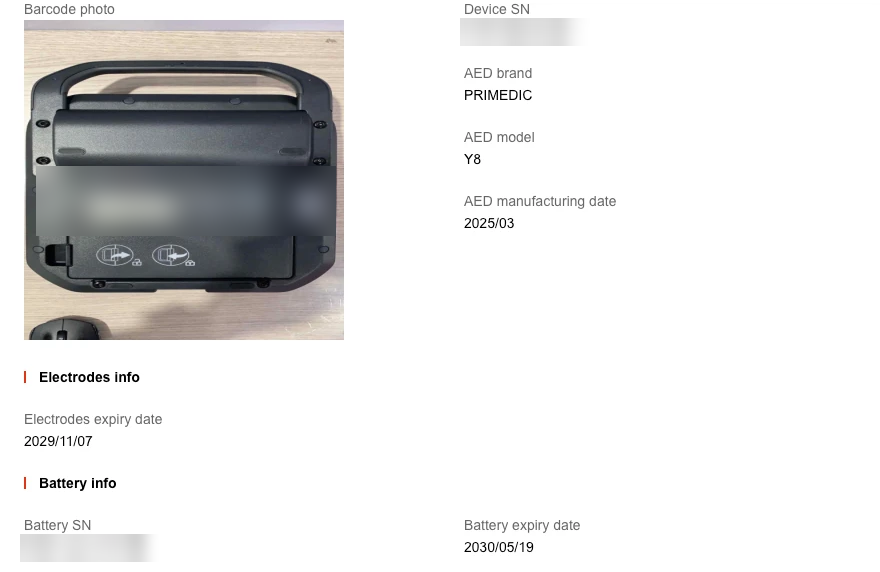 Barcode photo
Device SN
AED brand
PRIMEDIC
AED model
Y8
AED manufacturing date
2025/03
Electrodes info
Electrodes expiry date
2029/11/07
Battery info
Battery SN
Battery expiry date
2030/05/19